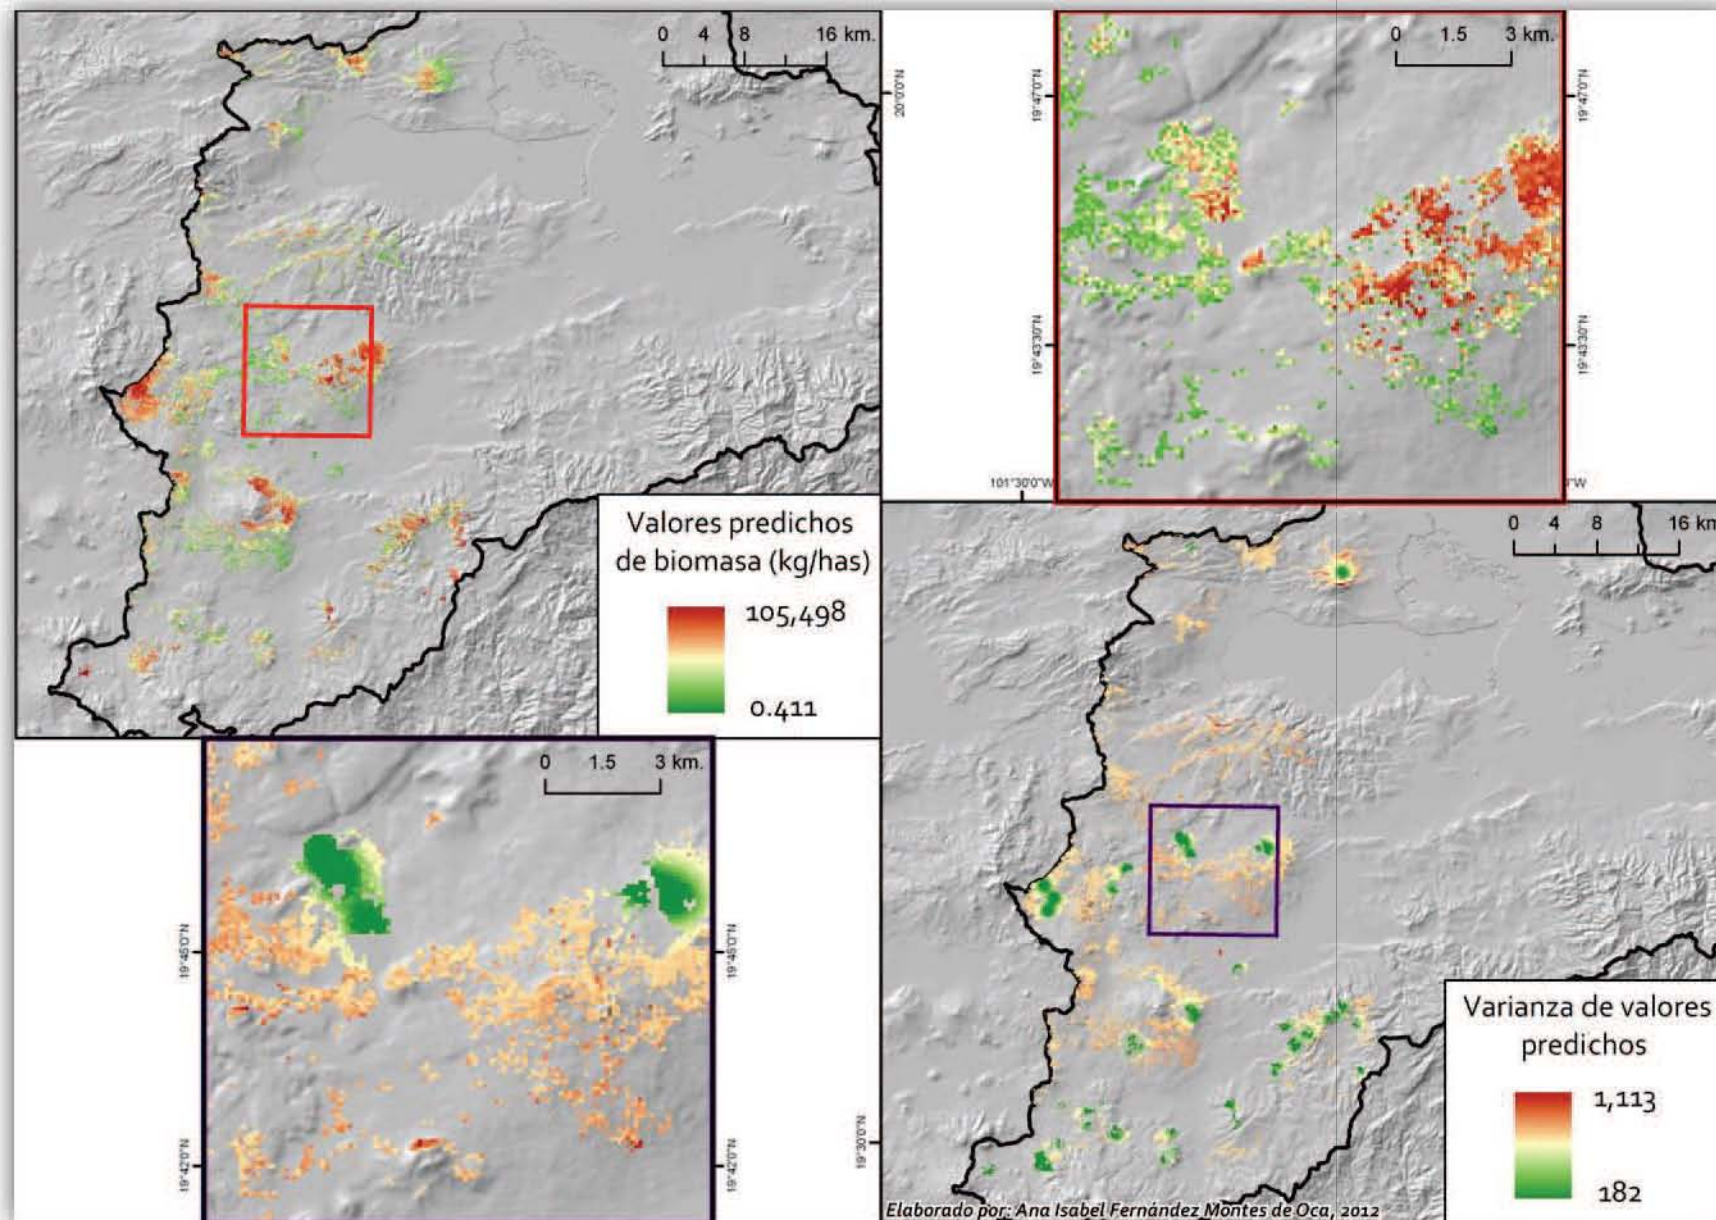 0 4 8 16 km.
20°0'0"N
Valores predichos
de biomasa (kg/has)
105,498
0.411
0 1.5 3 km.
19°47'0"N
19°47'0"N
19°43'30"N
19°43'30"N
101°30'0"W
"W
0 1.5 3 km.
19°45'0"N
19°45'0"N
19°42'0"N
19°42'0"N
0 4 8 16 km
19°30'0"N
Varianza de valores
predichos
1,113
182
Elaborado por: Ana Isabel Fernández Montes de Oca, 2012